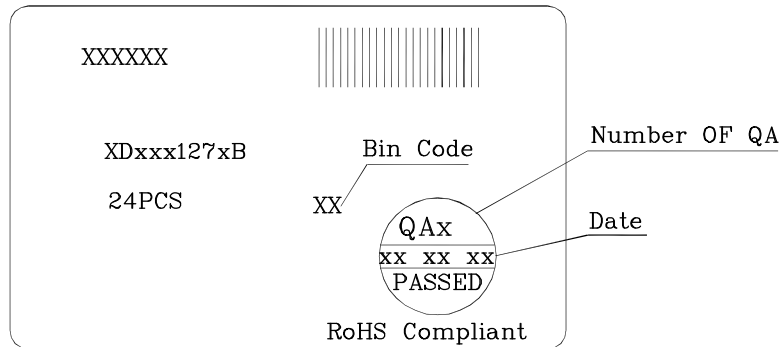 XXXXXX
XDxxx127xB
Bin Code
Number OF QA
24PCS
XX
QAx
Date
xx xx xx
PASSED
RoHS Compliant